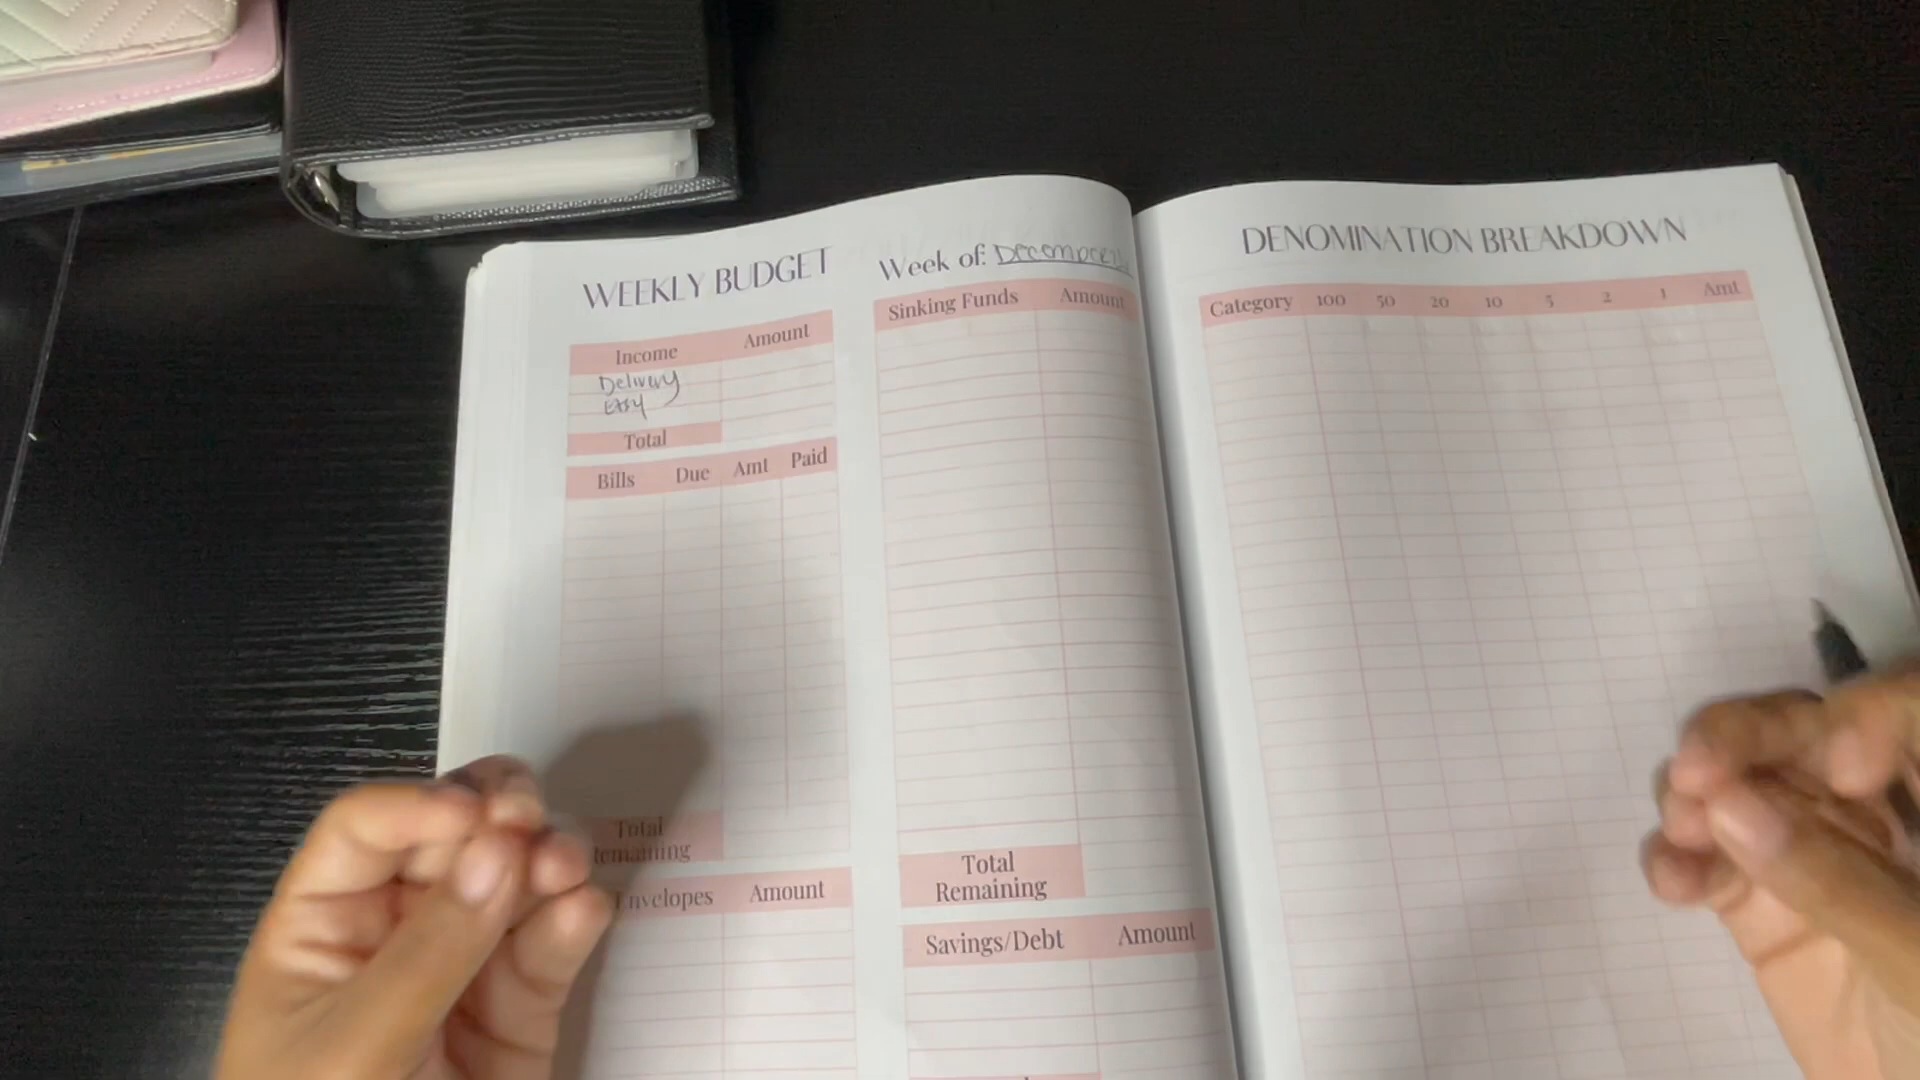 WEEKLY BUDGET
Week of: December
Income Amount
Delivery
Easy
Total
Bills Due Amt Paid
Total
Remaining
Envelopes Amount
Sinking Funds Amount
Total
Remaining
Savings/Debt Amount
DENOMINATION BREAKDOWN
Category 100 50 20 10 5 2 1 Amt